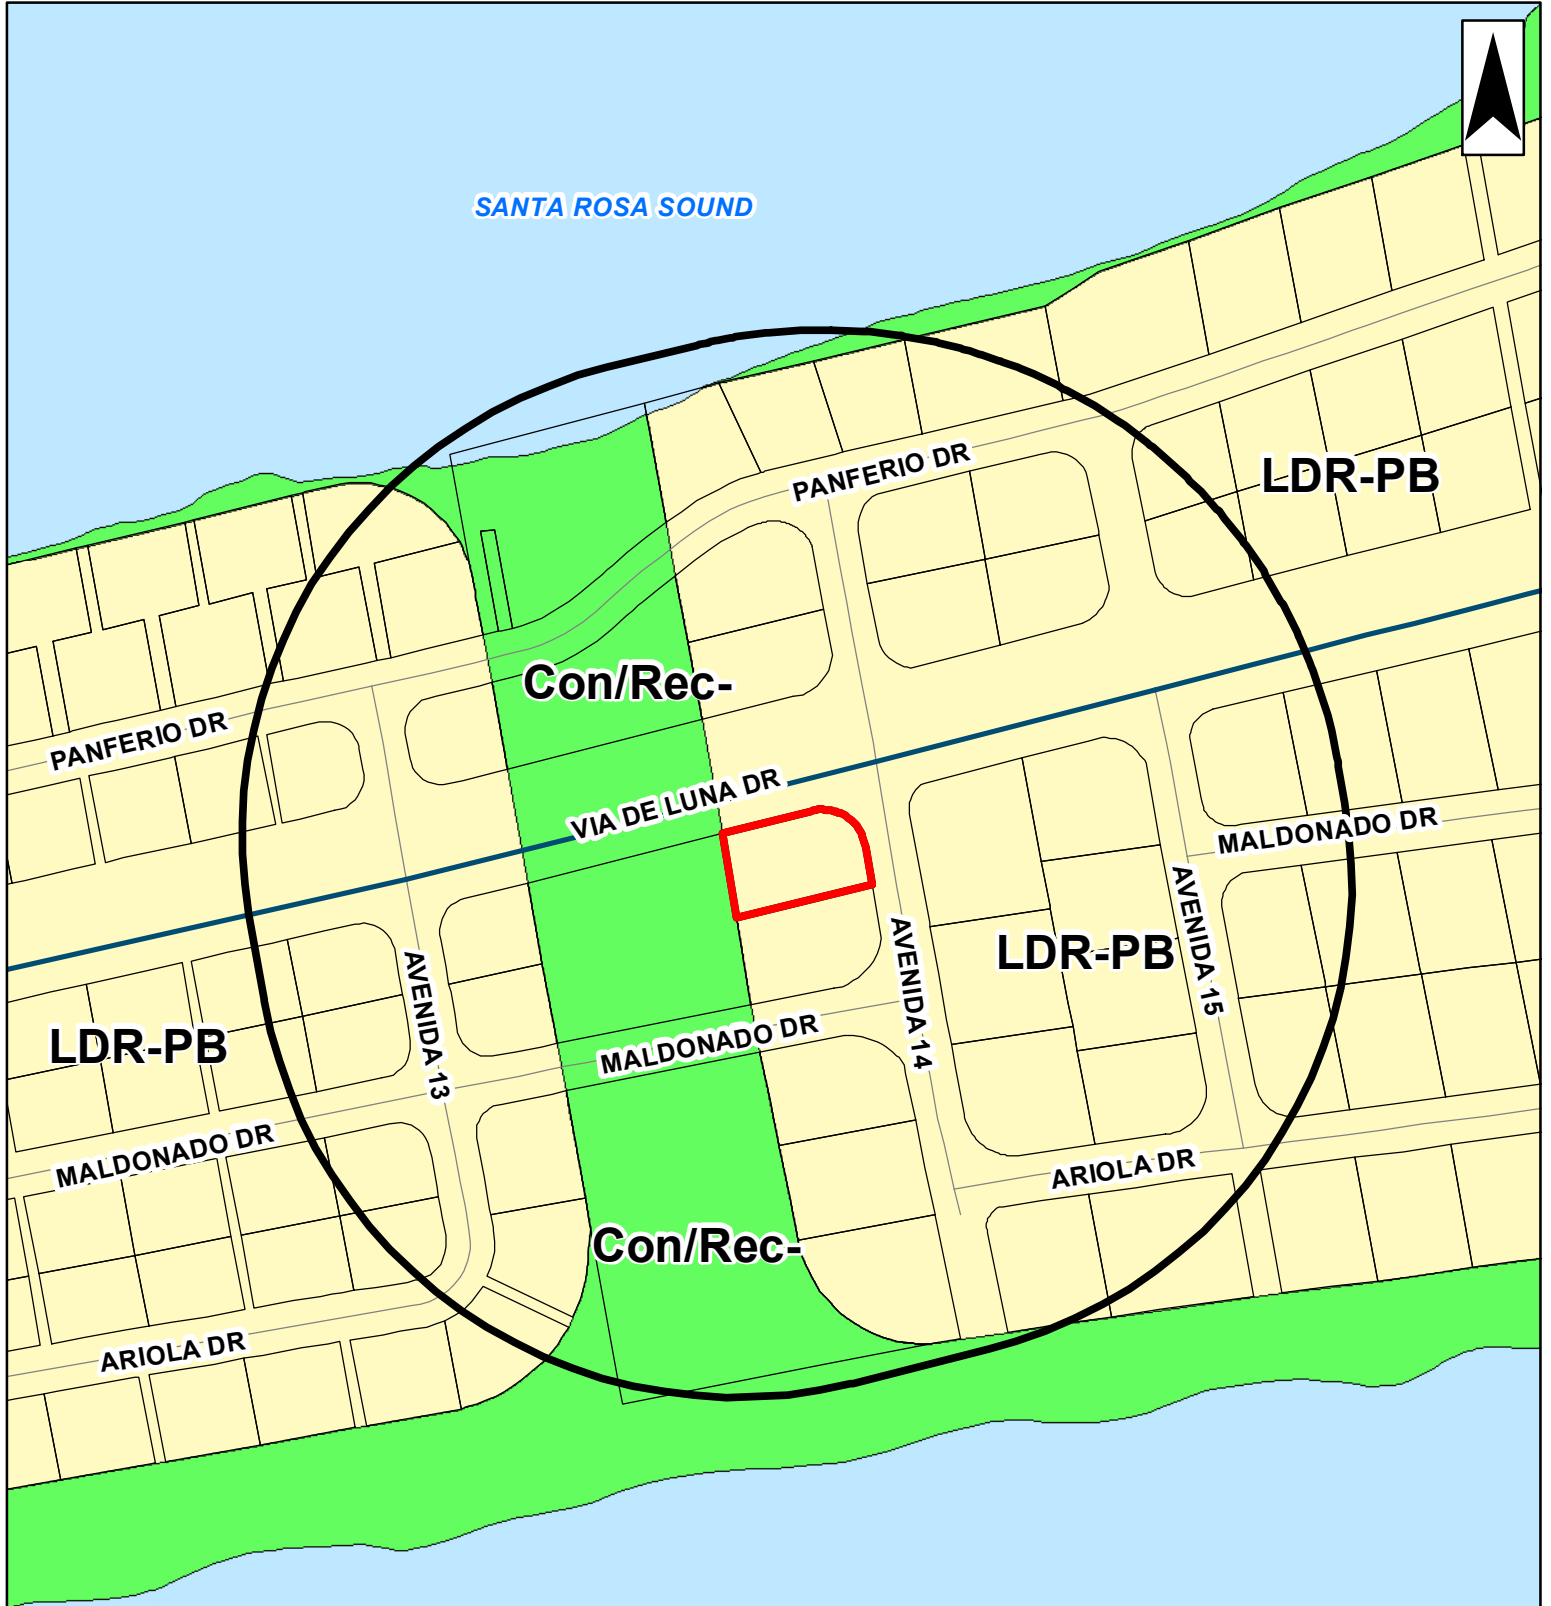 SANTA ROSA SOUND
PANFERIO DR
LDR-PB
Con/Rec-
PANFERIO DR
VIA DE LUNA DR
MALDONADO DR
AVENIDA 15
AVENIDA 14
LDR-PB
AVENIDA 13
LDR-PB
MALDONADO DR
MALDONADO DR
ARIOLA DR
Con/Rec-
ARIOLA DR